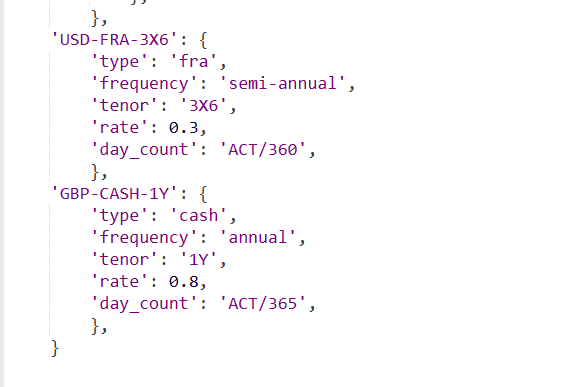 },
'USD-FRA-3X6': {
'type': 'fra',
'frequency': 'semi-annual',
'tenor': '3X6',
'rate': 0.3,
'day_count': 'ACT/360',
},
'GBP-CASH-1Y': {
'type': 'cash',
'frequency': 'annual',
'tenor': '1Y',
'rate': 0.8,
'day_count': 'ACT/365',
},
}